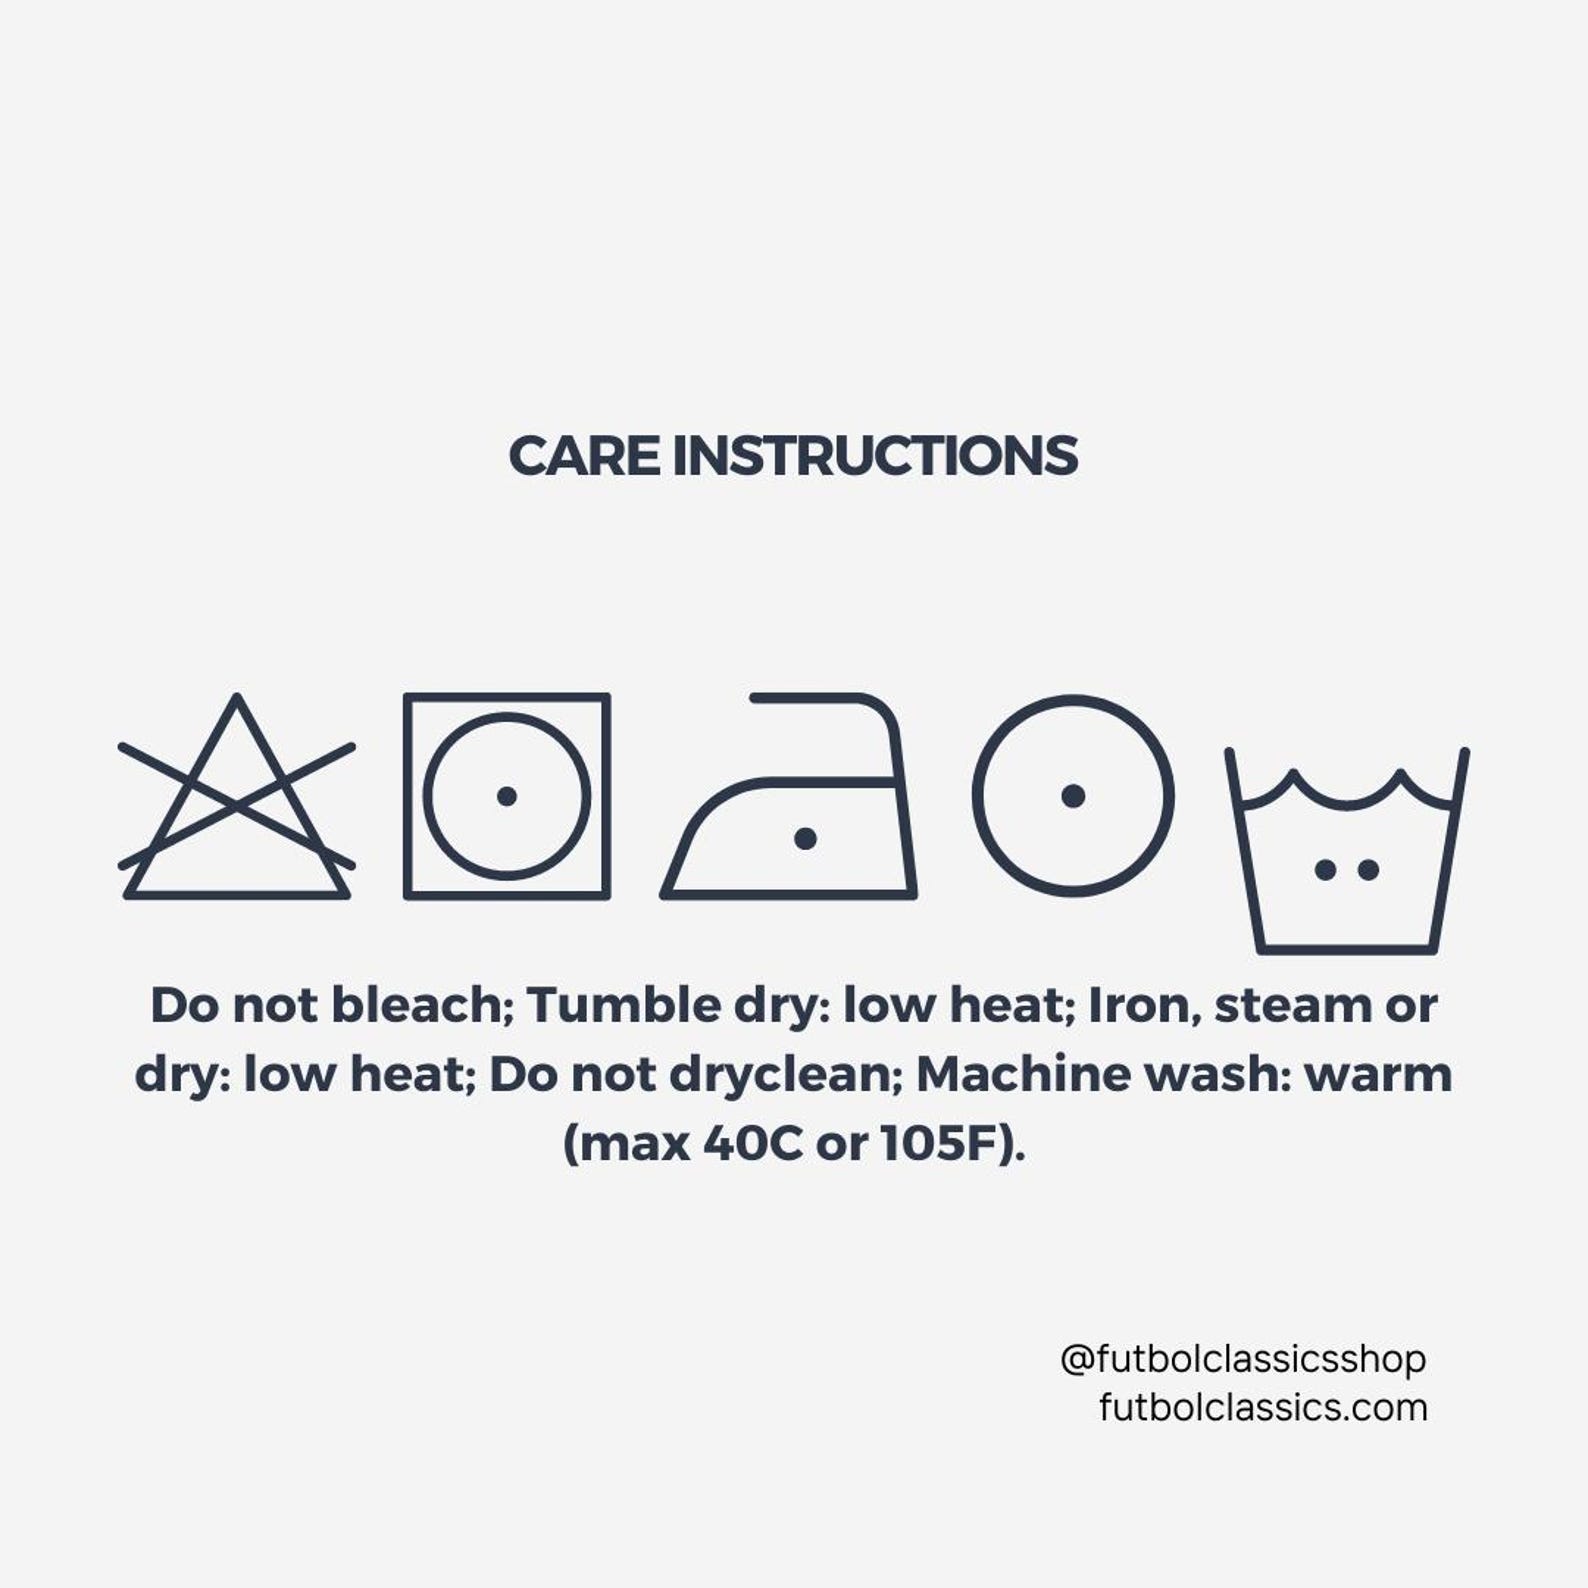 CARE INSTRUCTIONS
Do not bleach; Tumble dry: low heat; Iron, steam or
dry: low heat; Do not dryclean; Machine wash: warm
(max 40C or 105F).
@futbolclassicsshop
futbolclassics.com